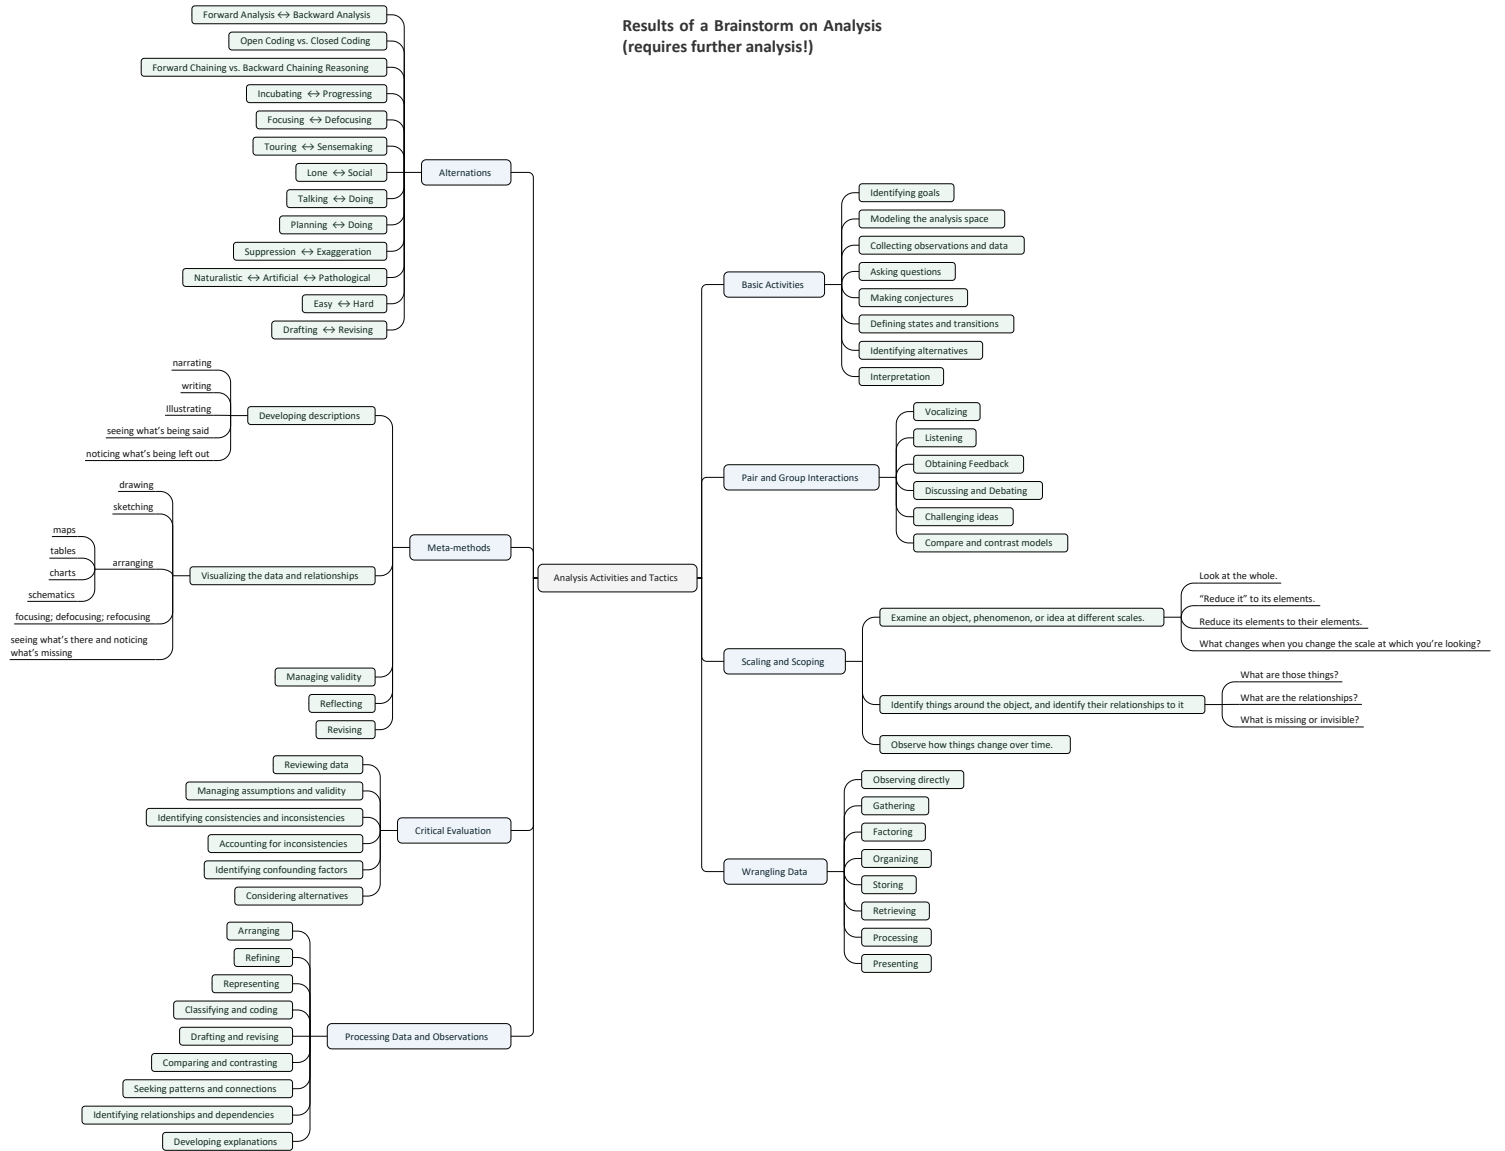 Results of a Brainstorm on Analysis
(requires further analysis!)
Analysis Activities and Tactics
Alternations
Forward Analysis ↔ Backward Analysis
Open Coding vs. Closed Coding
Forward Chaining vs. Backward Chaining Reasoning
Incubating ↔ Progressing
Focusing ↔ Defocusing
Touring ↔ Sensemaking
Lone ↔ Social
Talking ↔ Doing
Planning ↔ Doing
Suppression ↔ Exaggeration
Naturalistic ↔ Artificial ↔ Pathological
Easy ↔ Hard
Drafting ↔ Revising
Meta-methods
Developing descriptions
narrating
writing
Illustrating
seeing what's being said
noticing what's being left out
Visualizing the data and relationships
drawing
sketching
arranging
maps
tables
charts
schematics
focusing; defocusing; refocusing
seeing what's there and noticing
what's missing
Managing validity
Reflecting
Revising
Critical Evaluation
Reviewing data
Managing assumptions and validity
Identifying consistencies and inconsistencies
Accounting for inconsistencies
Identifying confounding factors
Considering alternatives
Processing Data and Observations
Arranging
Refining
Representing
Classifying and coding
Drafting and revising
Comparing and contrasting
Seeking patterns and connections
Identifying relationships and dependencies
Developing explanations
Basic Activities
Identifying goals
Modeling the analysis space
Collecting observations and data
Asking questions
Making conjectures
Defining states and transitions
Identifying alternatives
Interpretation
Pair and Group Interactions
Vocalizing
Listening
Obtaining Feedback
Discussing and Debating
Challenging ideas
Compare and contrast models
Scaling and Scoping
Examine an object, phenomenon, or idea at different scales.
Look at the whole.
“Reduce it” to its elements.
Reduce its elements to their elements.
What changes when you change the scale at which you’re looking?
Identify things around the object, and identify their relationships to it
What are those things?
What are the relationships?
What is missing or invisible?
Observe how things change over time.
Wrangling Data
Observing directly
Gathering
Factoring
Organizing
Storing
Retrieving
Processing
Presenting